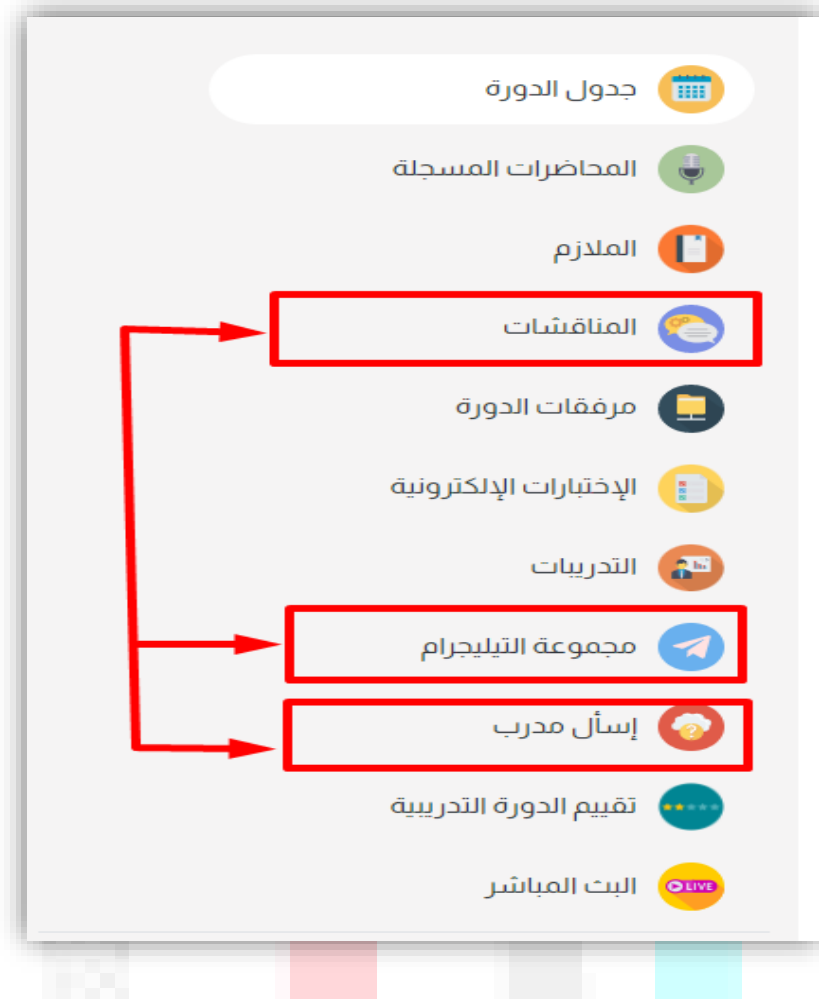 جدول الدورة
المحاضرات المسجلة
الملازم
المناقشات
مرفقات الدورة
الإختبارات الإلكترونية
التدريبات
مجموعة التيليجرام
إسأل مدرب
تقييم الدورة التدريبية
البث المباشر
LIVE